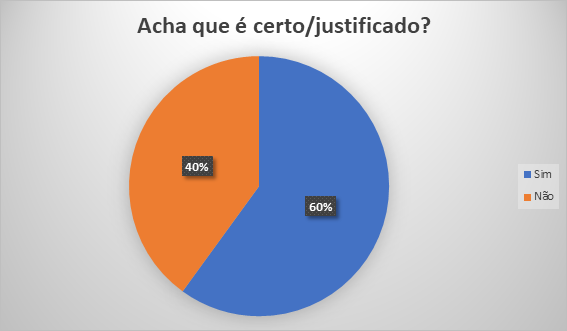 Acha que é certo/justificado?
40%
60%
Sim
Não